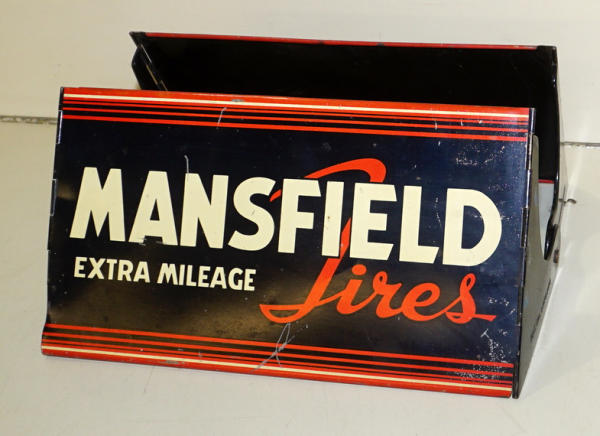 MANSFIELD
EXTRA MILEAGE Tires